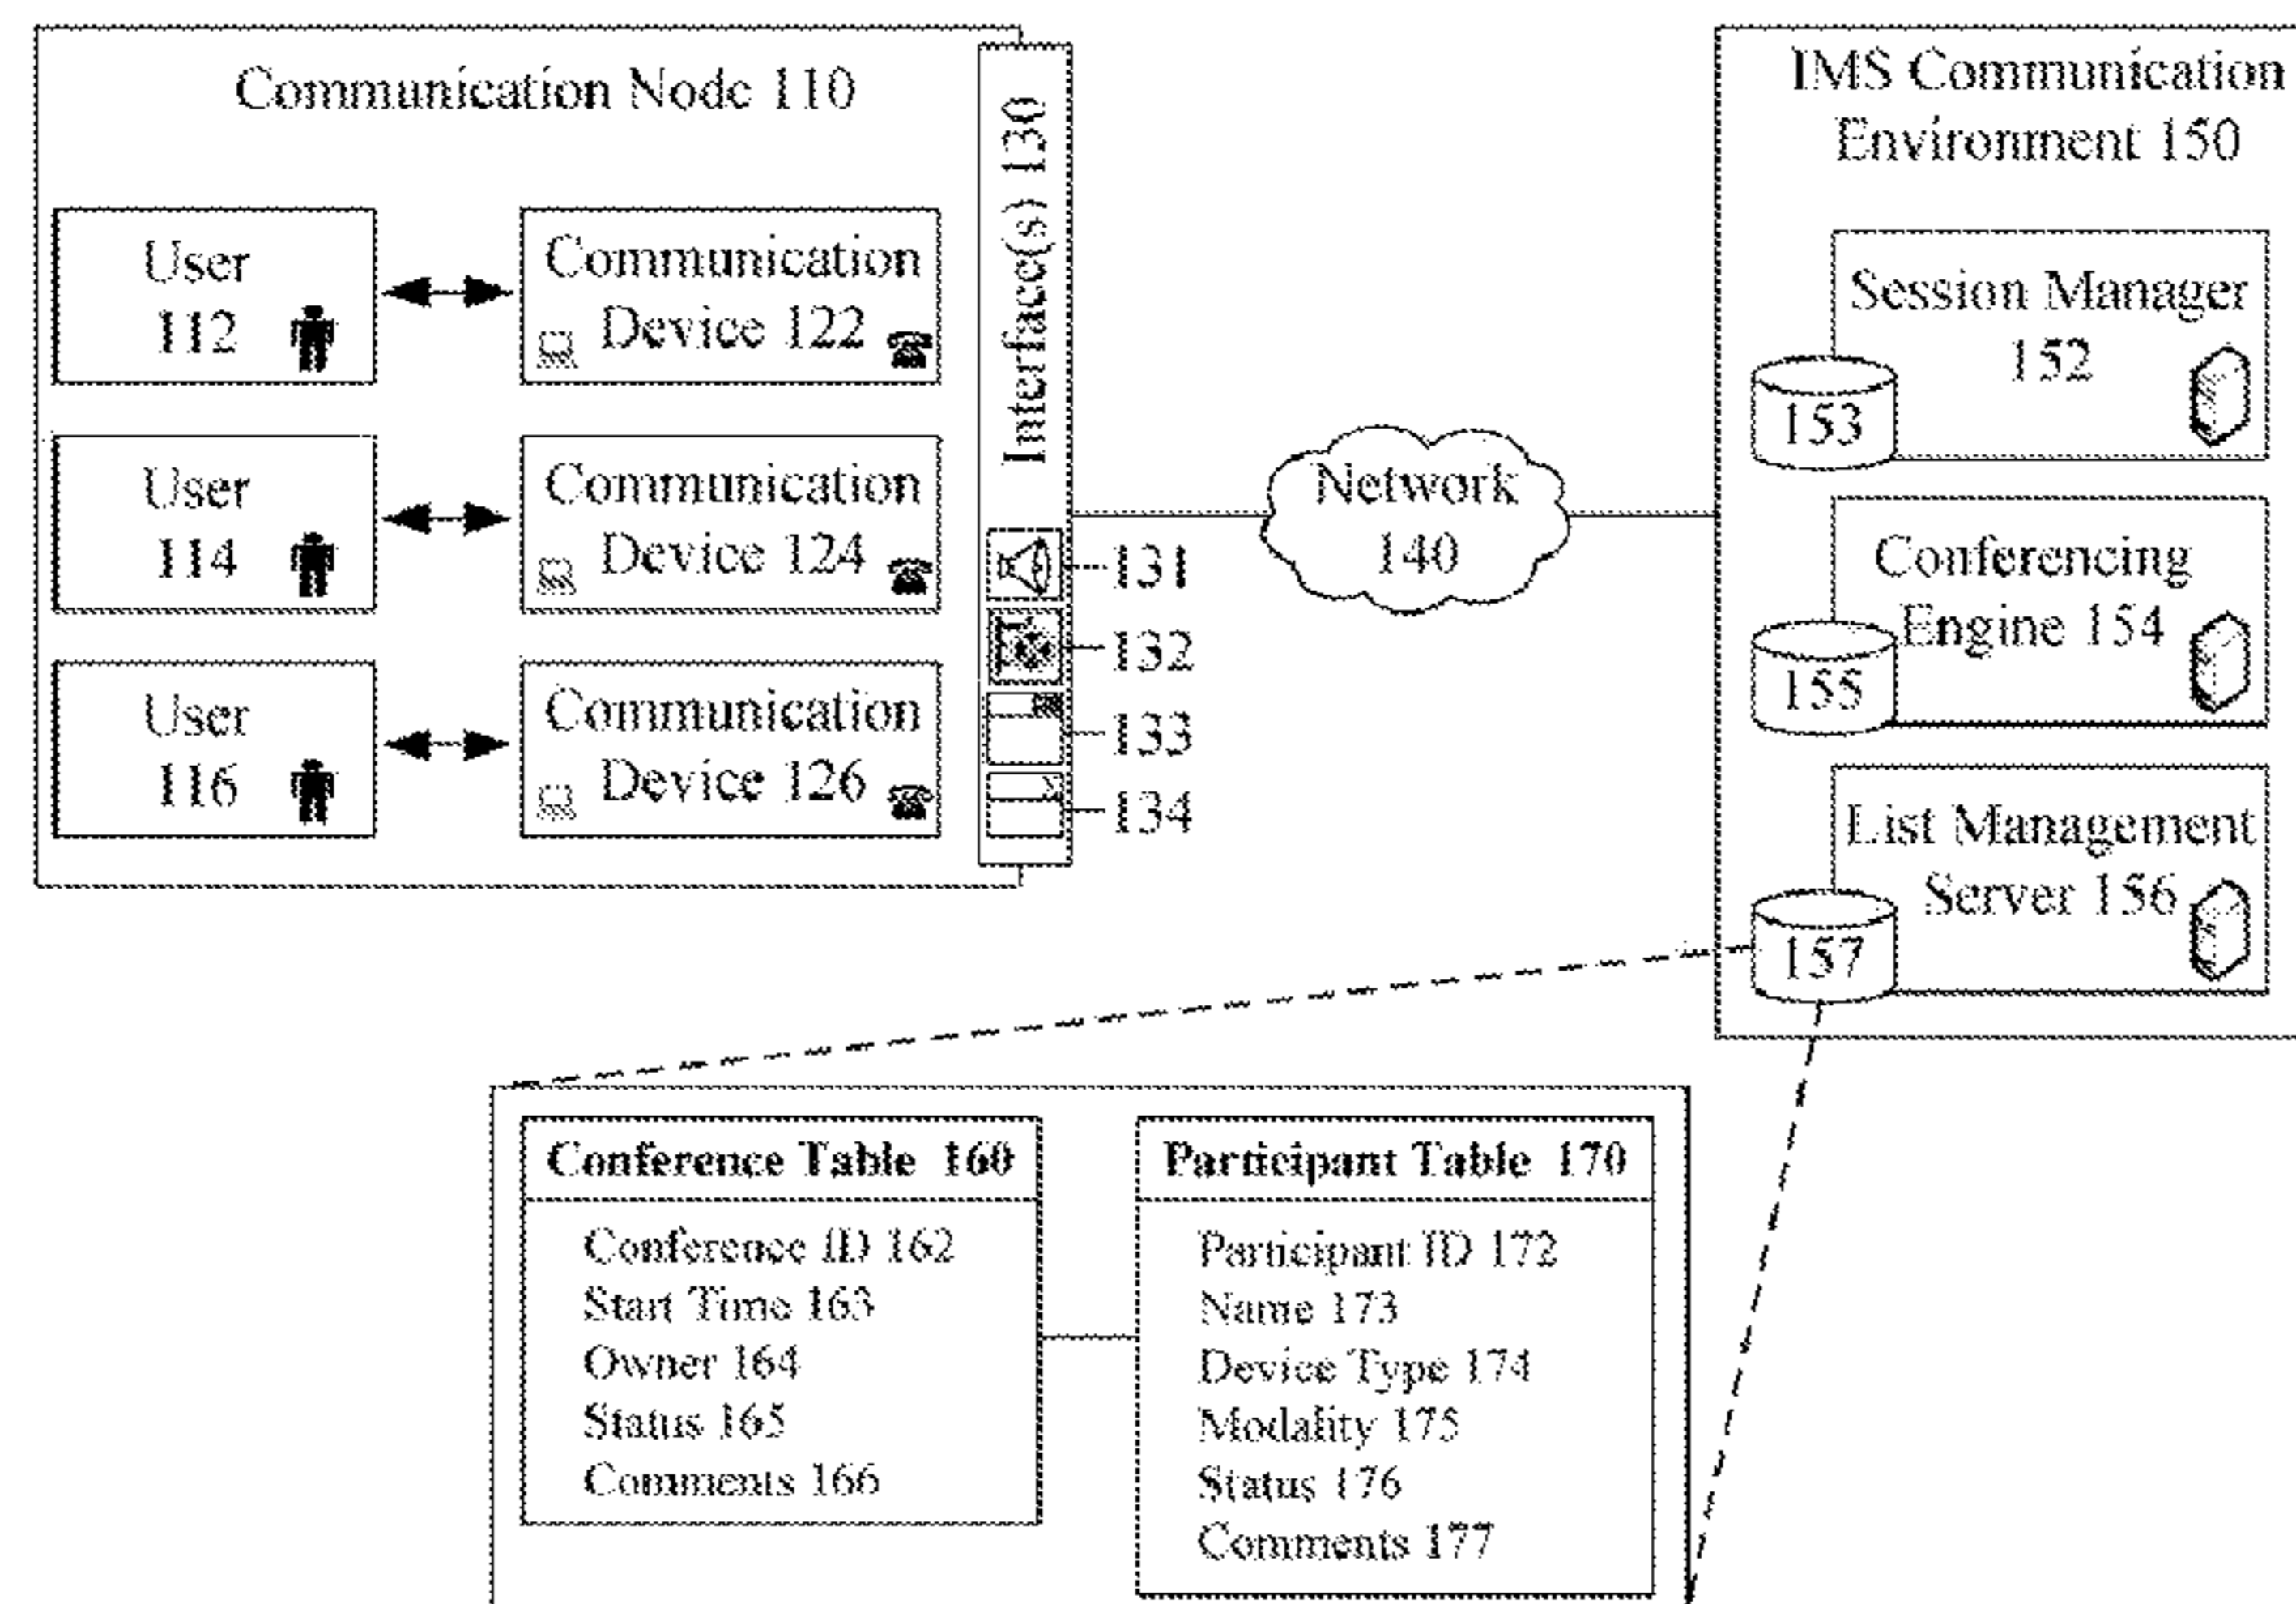 Communication Node 110
User
112
Communication
Device 122
User
114
Communication
Device 124
User
116
Communication
Device 126
Interface(s) 130
131
132
133
134
Network
140
IMS Communication
Environment 150
Session Manager
152
153
Conferencing
Engine 154
155
List Management
Server 156
157
Conference Table 160
Conference ID 162
Start Time 163
Owner 164
Status 165
Comments 166
Participant Table 170
Participant ID 172
Name 173
Device Type 174
Modality 175
Status 176
Comments 177